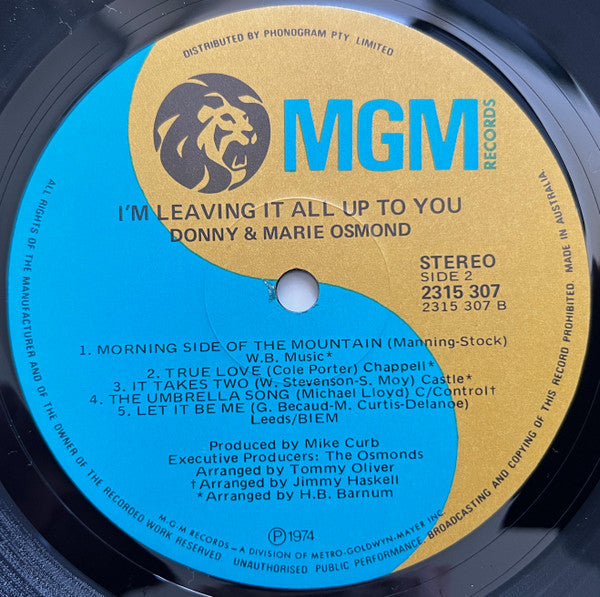 DISTRIBUTED BY PHONOGRAM PTY. LIMITED
MGM
RECORDS
I'M LEAVING IT ALL UP TO YOU
DONNY & MARIE OSMOND
STEREO
SIDE 2
2315 307
2315 307 B
1. MORNING SIDE OF THE MOUNTAIN (Manning-Stock)
W.B. Music*
2. TRUE LOVE (Cole Porter) Chappell*
3. IT TAKES TWO (W. Stevenson-S. Moy) Castle*
4. THE UMBRELLA SONG (Michael Lloyd) C/Control†
5. LET IT BE ME (G. Becaud-M. Curtis-Delanoe)
Leeds/BIEM
Produced by Mike Curb
Executive Producers: The Osmonds
Arranged by Tommy Oliver
†Arranged by Jimmy Haskell
*Arranged by H.B. Barnum
Ⓟ 1974
M-G-M RECORDS – A DIVISION OF METRO-GOLDWYN-MAYER INC.
ALL RIGHTS OF THE MANUFACTURER AND OF THE OWNER OF THE RECORDED WORK RESERVED UNAUTHORISED PUBLIC PERFORMANCE, BROADCASTING AND COPYING OF THIS RECORD PROHIBITED. MADE IN AUSTRALIA.